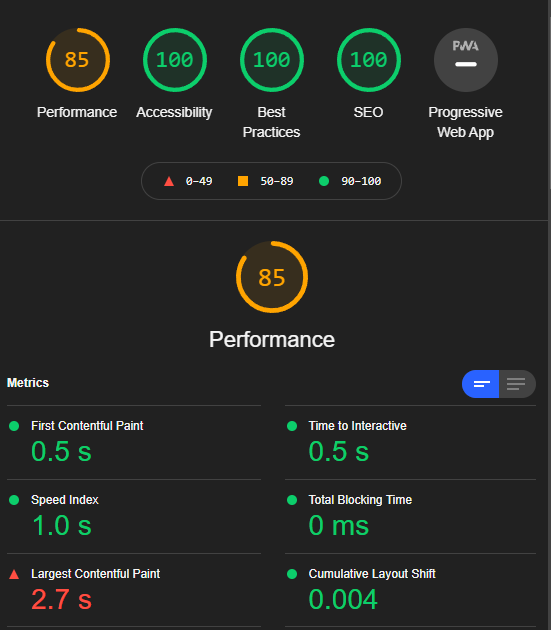 85 100 100 100 PWA
Performance Accessibility Best Practices SEO Progressive Web App
0–49 50–89 90–100
85
Performance
Metrics
First Contentful Paint
0.5 s
Time to Interactive
0.5 s
Speed Index
1.0 s
Total Blocking Time
0 ms
Largest Contentful Paint
2.7 s
Cumulative Layout Shift
0.004